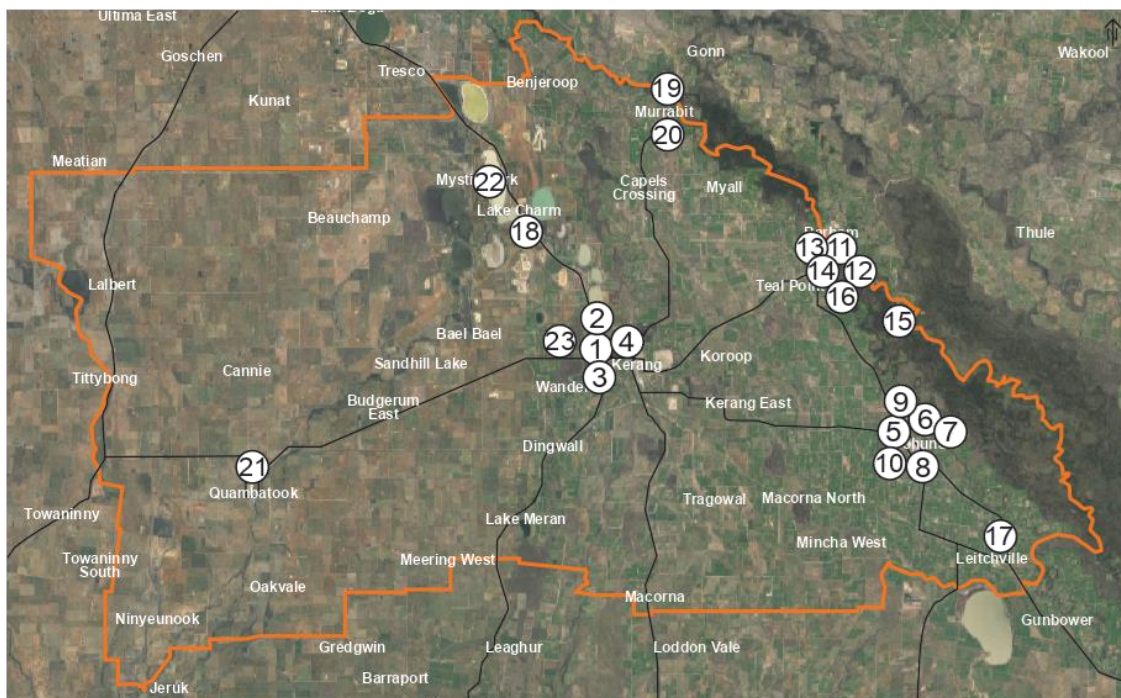 Ultima East
Goschen
Gonn
Wakool
Tresco
Benjeroop
Kunat
19
Murrabit
20
Meatian
22
Capels
Crossing
Myall
Beauchamp
Lake Charm
18
Thule
13
11
14
12
Lalbert
16
15
2
Bael Bael
23
1
4
Kerang
Koroop
Sandhill Lake
Cannie
3
Tittybong
Budgerum
East
Kerang East
9
6
5
7
Dingwall
10
8
21
Quambatook
Tragowal
Macorna North
Towaninny
Lake Meran
17
Mincha West
Leitchville
Towaninny
South
Meering West
Oakvale
Macorna
Ninyeunook
Gunbower
Gredgwin
Leaghur
Loddon Vale
Barraport
Jeruk